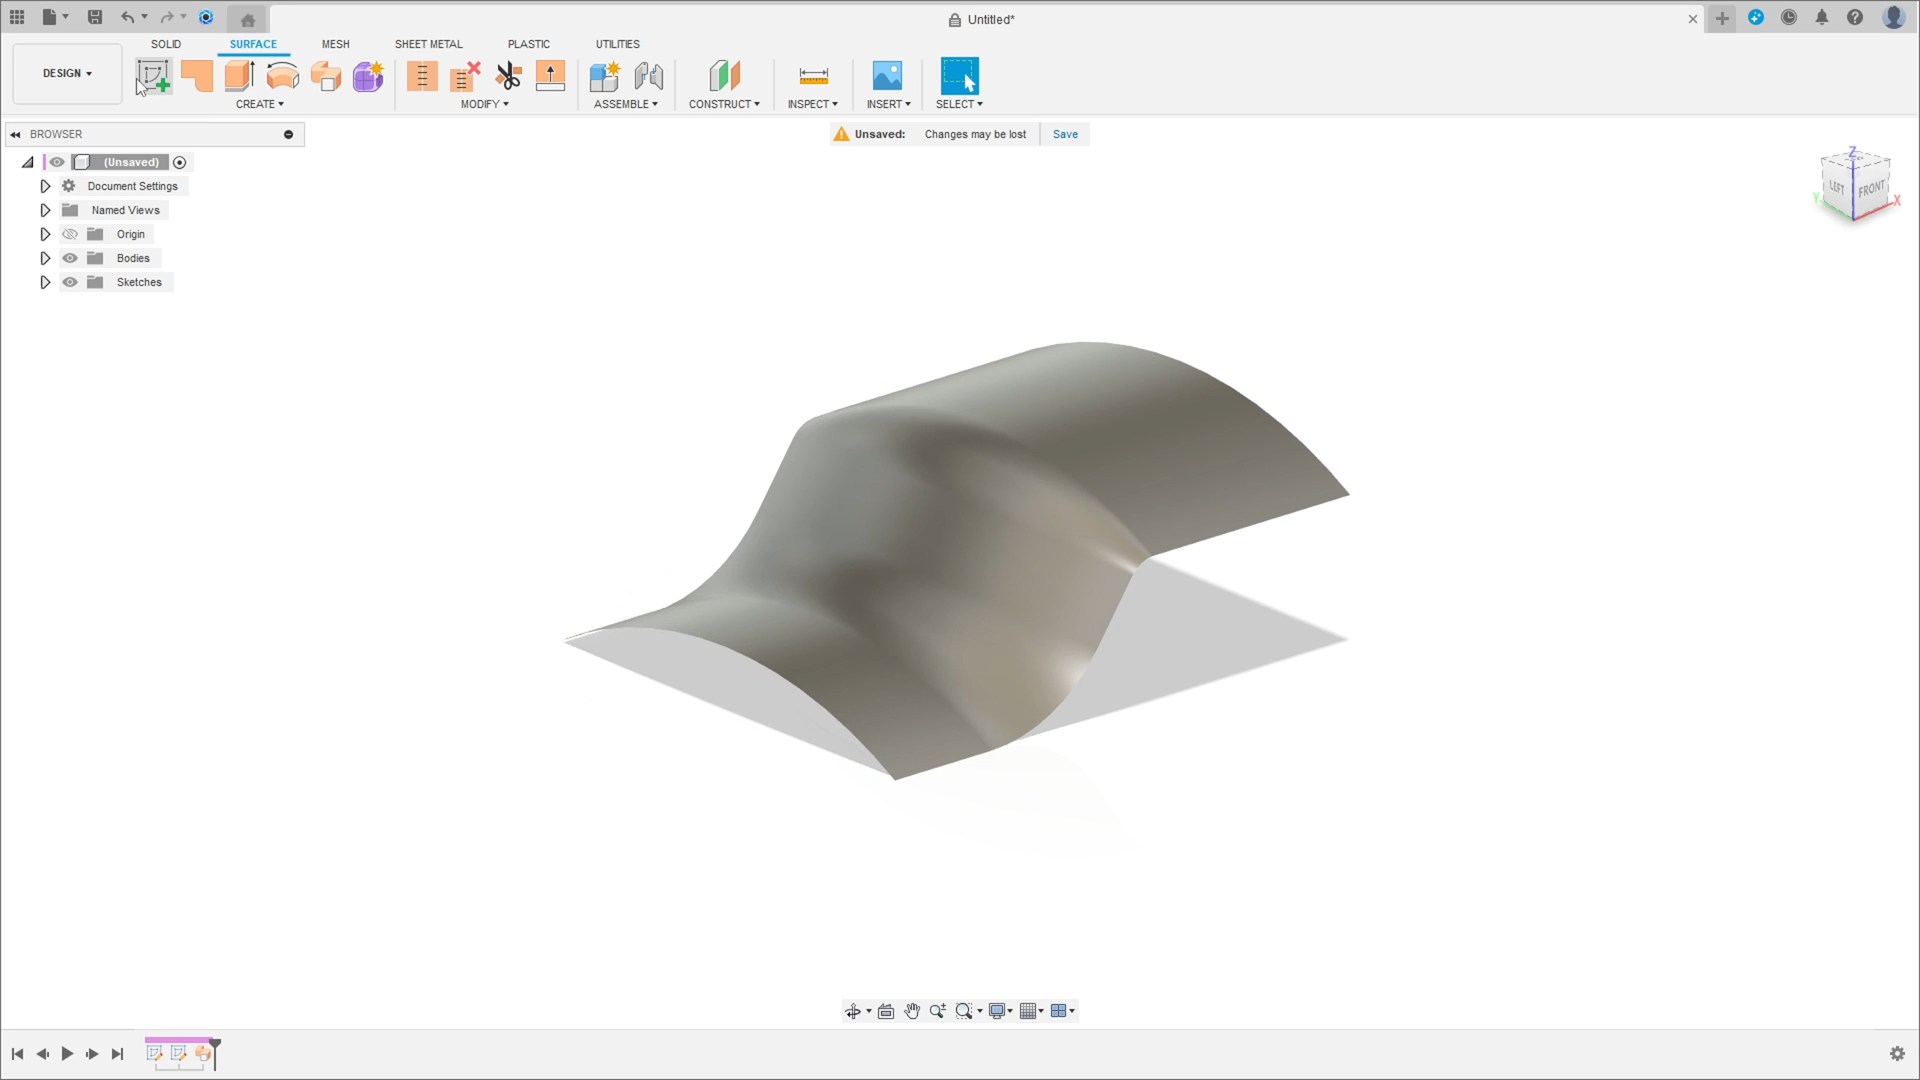 Untitled*
SOLID SURFACE MESH SHEET METAL PLASTIC UTILITIES
DESIGN
CREATE MODIFY ASSEMBLE CONSTRUCT INSPECT INSERT SELECT
BROWSER
Unsaved: Changes may be lost Save
(Unsaved)
Document Settings
Named Views
Origin
Bodies
Sketches
Z
LEFT FRONT
Y X